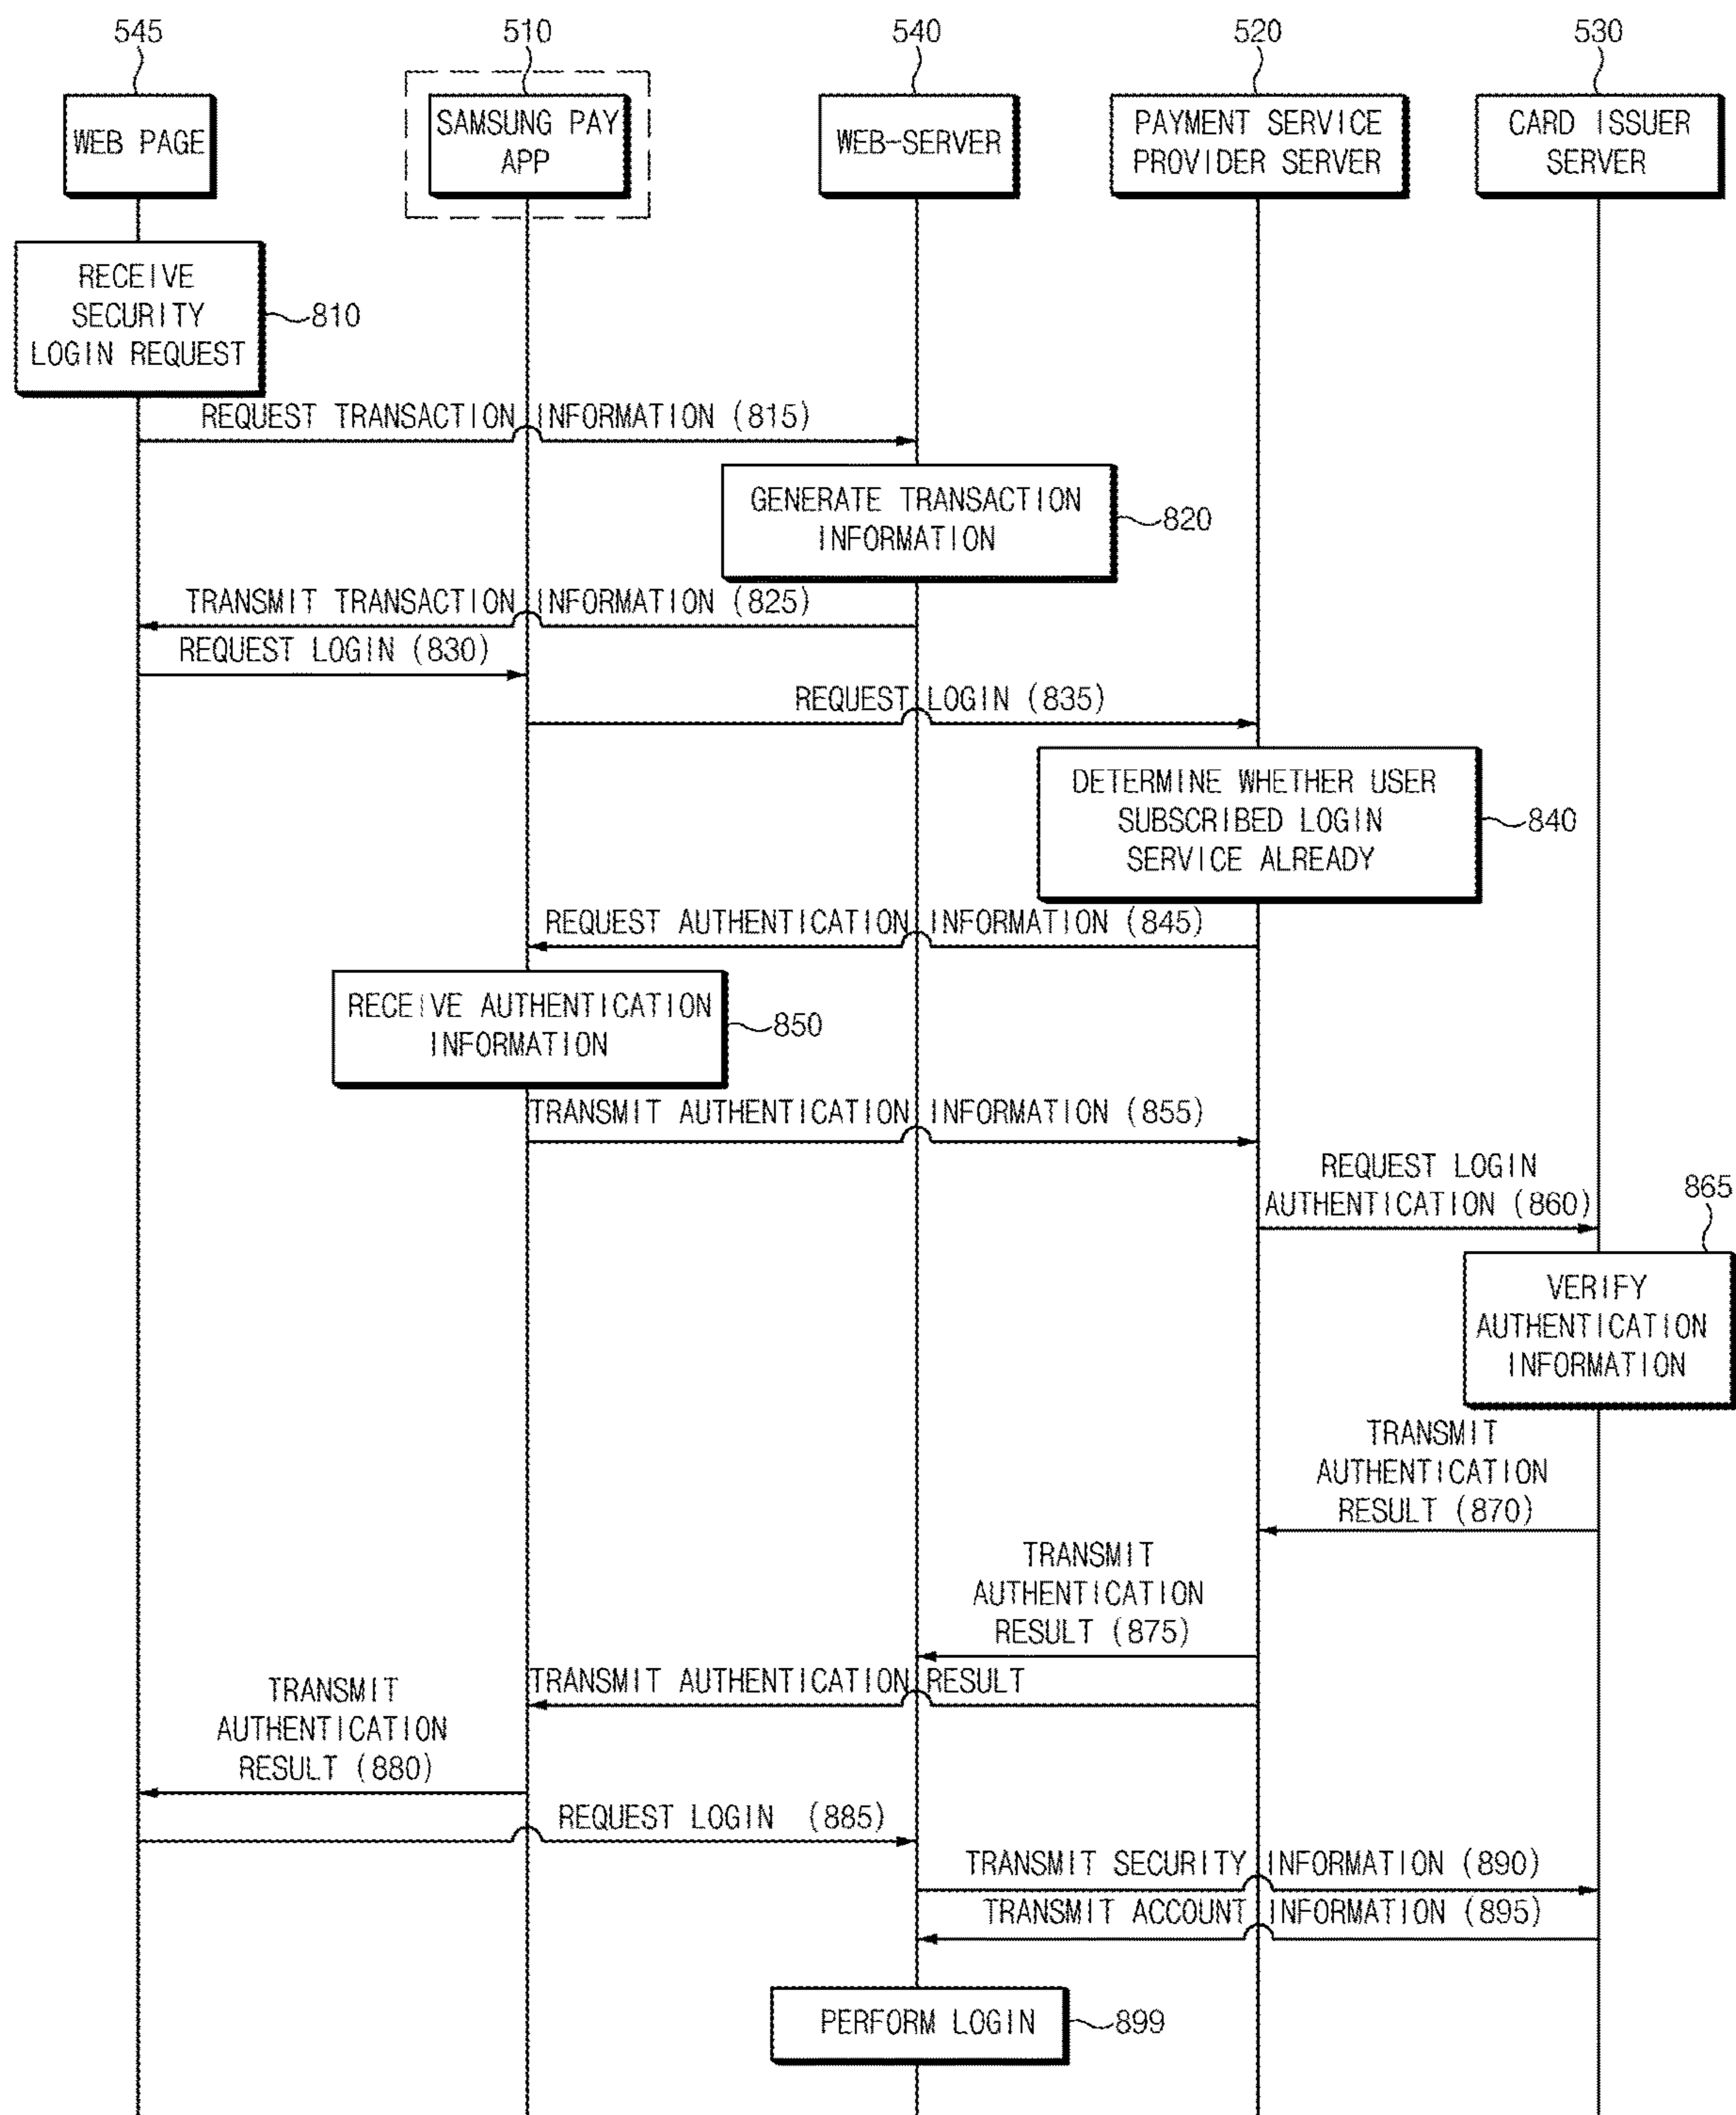 545
510
540
520
530
WEB PAGE
SAMSUNG PAY
APP
WEB-SERVER
PAYMENT SERVICE
PROVIDER SERVER
CARD ISSUER
SERVER
RECEIVE
SECURITY
LOGIN REQUEST
810
REQUEST TRANSACTION INFORMATION (815)
GENERATE TRANSACTION
INFORMATION
820
TRANSMIT TRANSACTION INFORMATION (825)
REQUEST LOGIN (830)
REQUEST LOGIN (835)
DETERMINE WHETHER USER
SUBSCRIBED LOGIN
SERVICE ALREADY
840
REQUEST AUTHENTICATION INFORMATION (845)
RECEIVE AUTHENTICATION
INFORMATION
850
TRANSMIT AUTHENTICATION INFORMATION (855)
REQUEST LOGIN
AUTHENTICATION (860)
865
VERIFY
AUTHENTICATION
INFORMATION
TRANSMIT
AUTHENTICATION
RESULT (870)
TRANSMIT
AUTHENTICATION
RESULT (875)
TRANSMIT AUTHENTICATION RESULT
TRANSMIT
AUTHENTICATION
RESULT (880)
REQUEST LOGIN (885)
TRANSMIT SECURITY INFORMATION (890)
TRANSMIT ACCOUNT INFORMATION (895)
PERFORM LOGIN
899